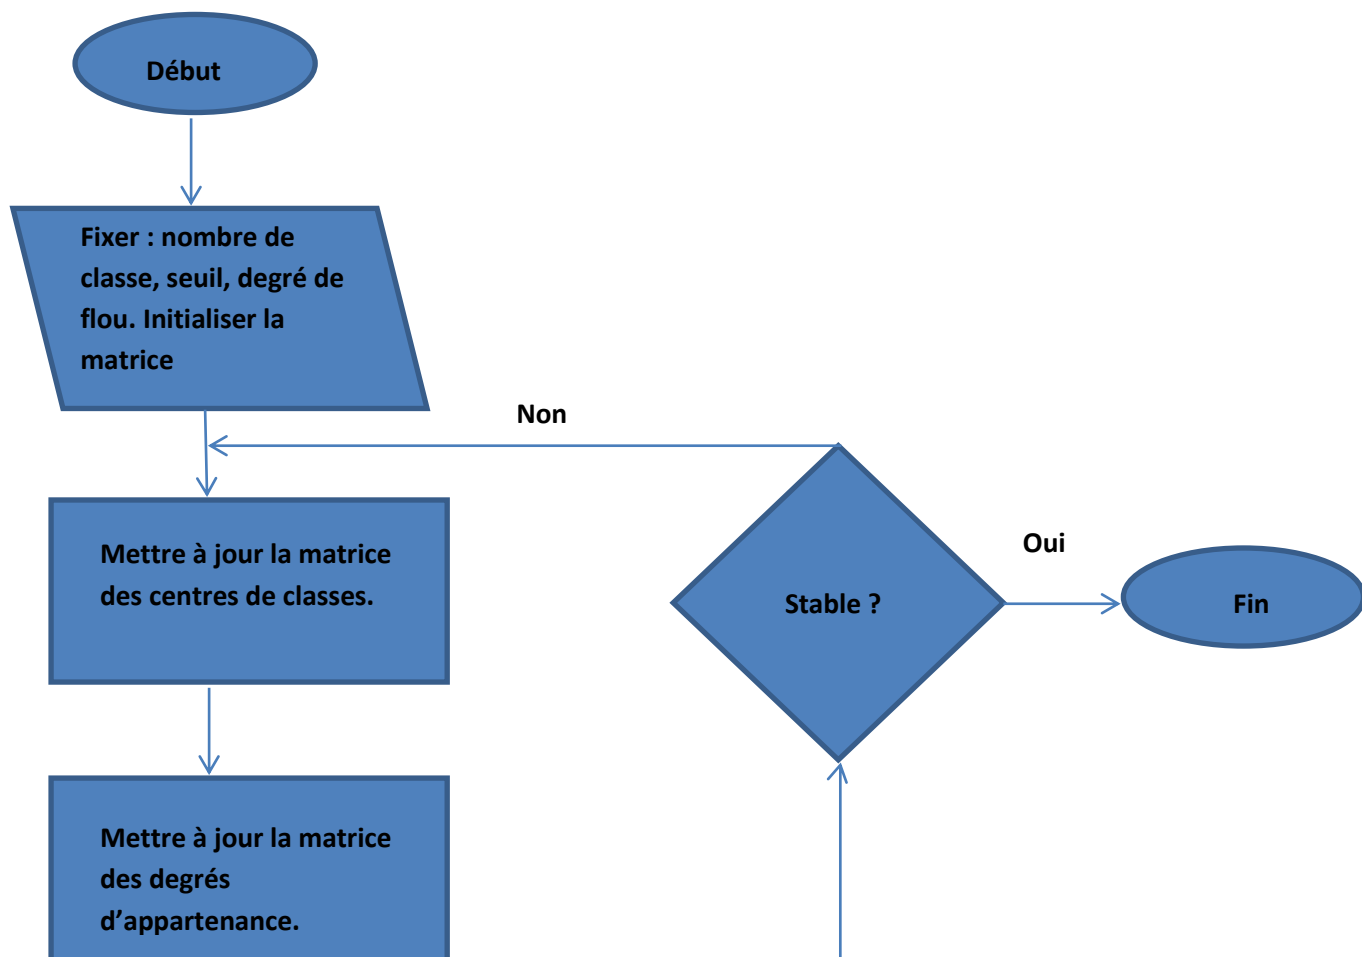 Début
Fixer : nombre de
classe, seuil, degré de
flou. Initialiser la
matrice
Non
Mettre à jour la matrice
des centres de classes.
Oui
Stable ?
Fin
Mettre à jour la matrice
des degrés
d’appartenance.